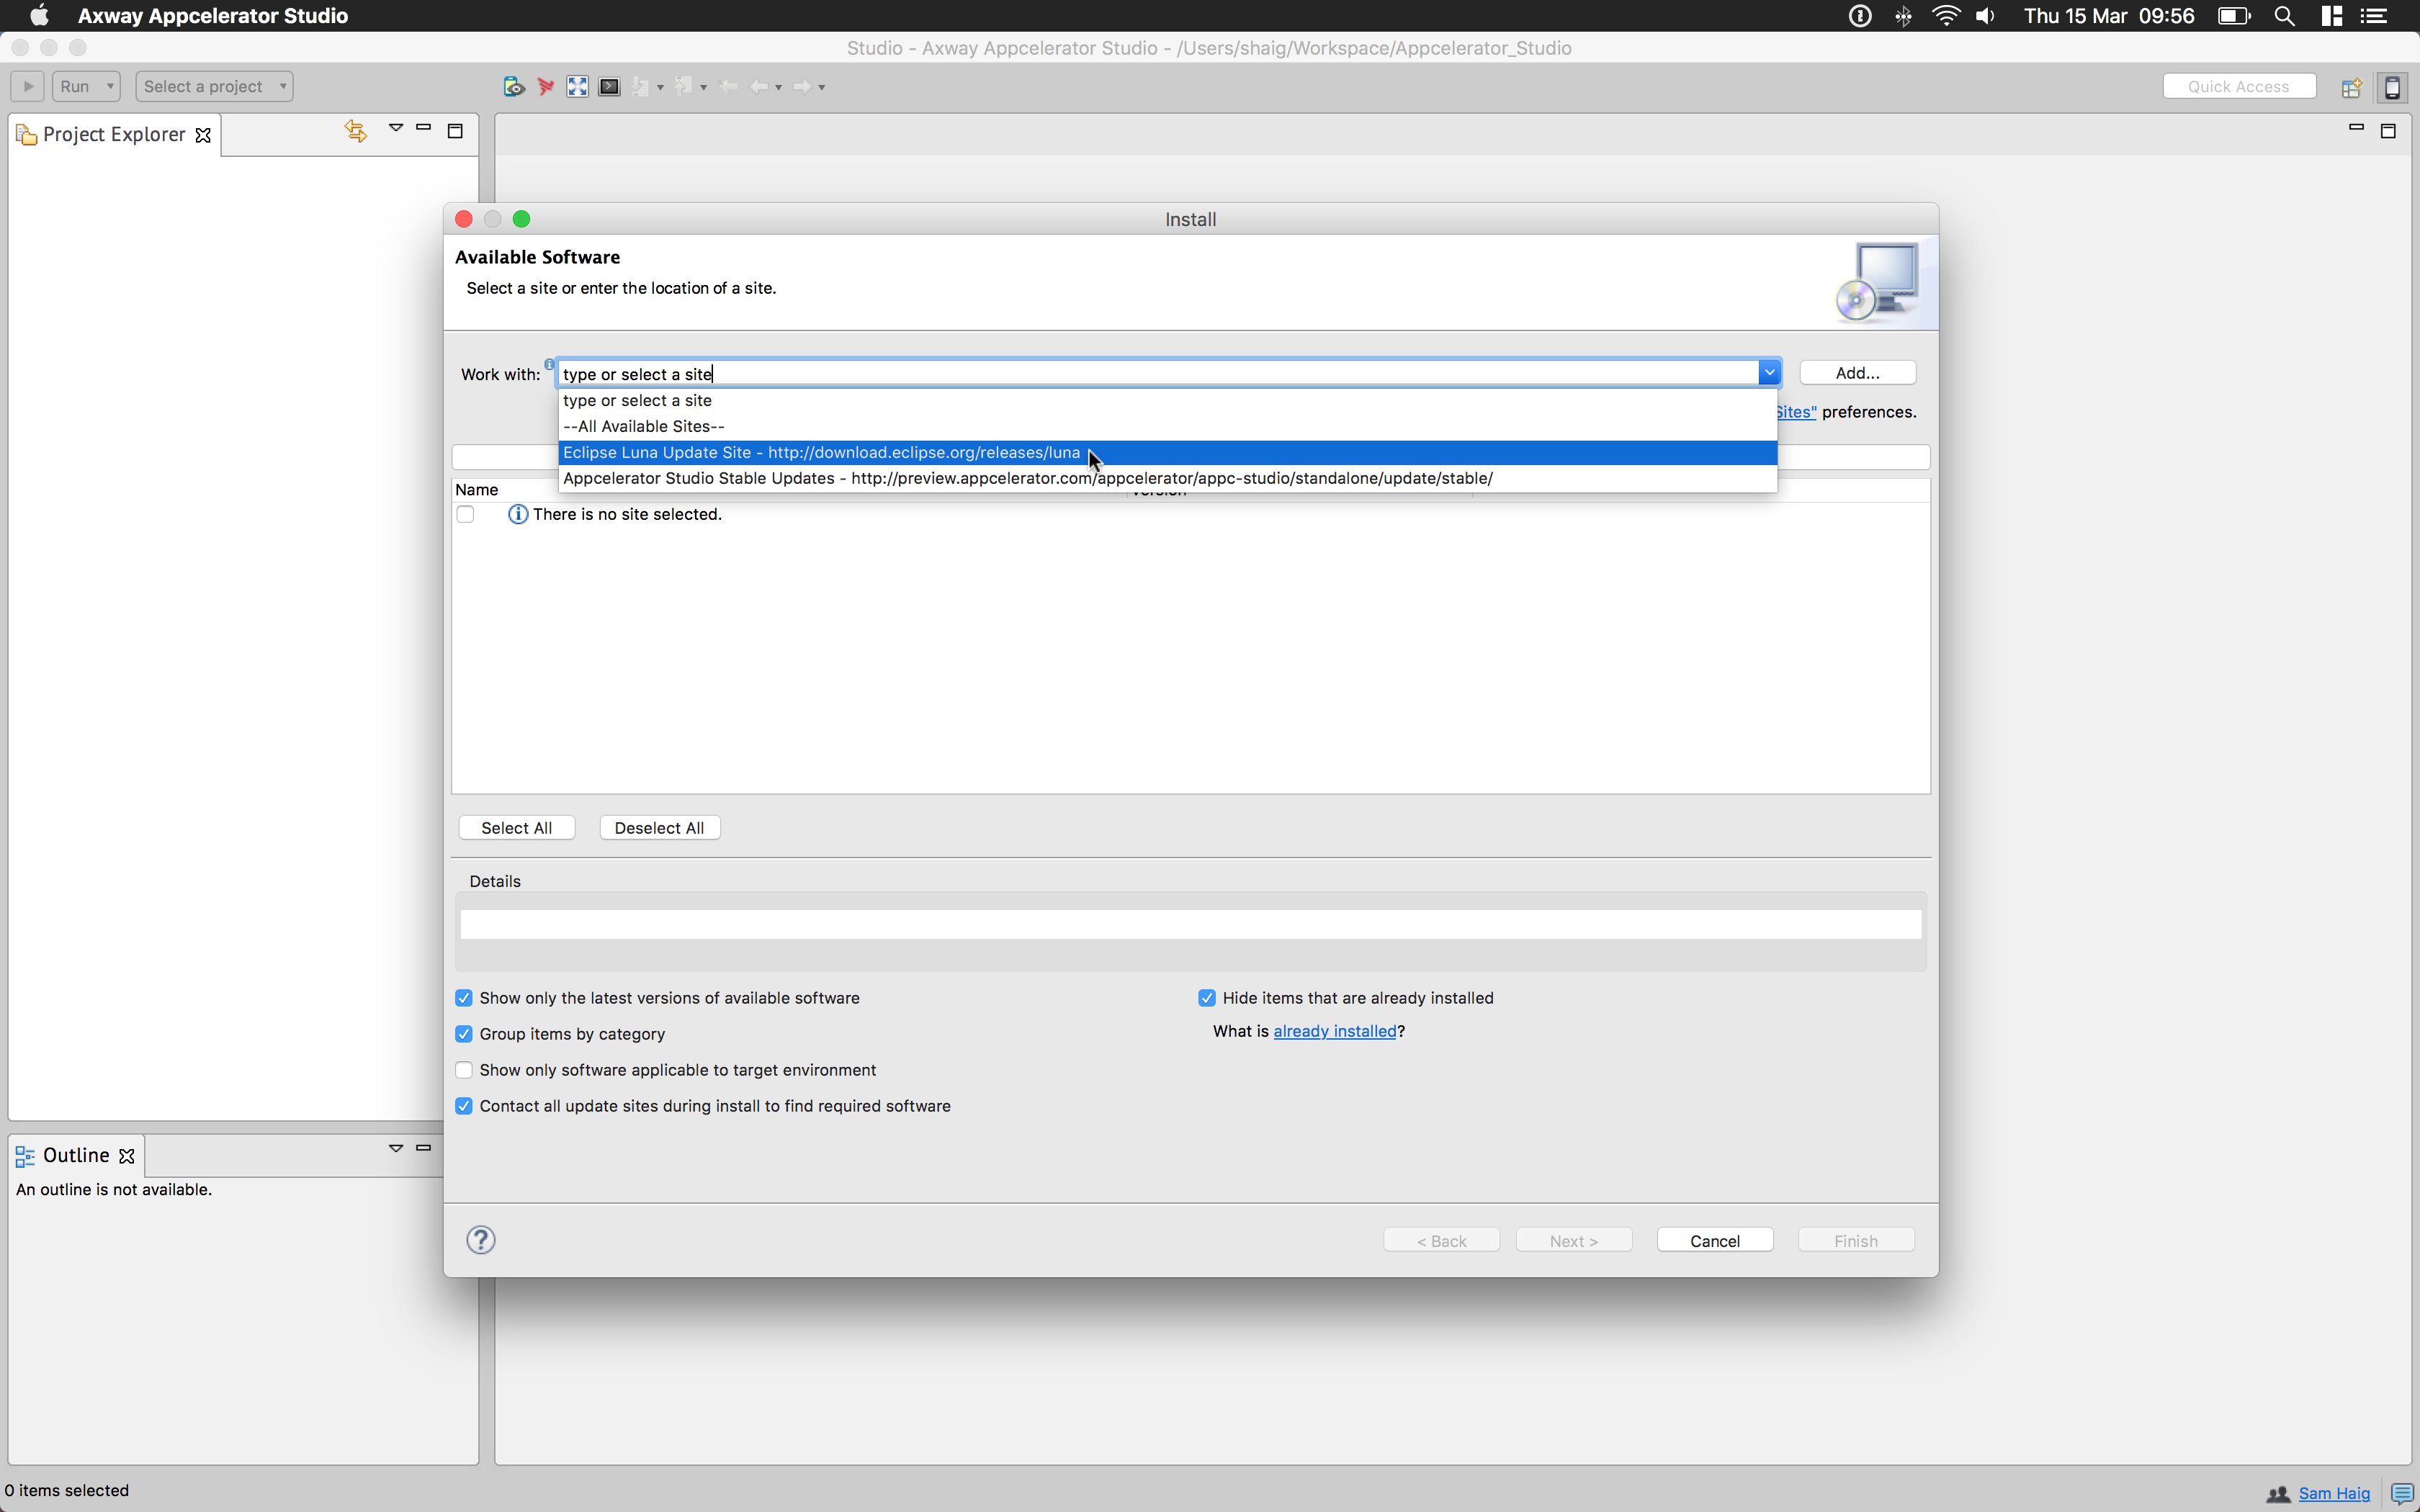 Axway Appcelerator Studio
Thu 15 Mar 09:56
Studio - Axway Appcelerator Studio - /Users/shaig/Workspace/Appcelerator_Studio
Run
Select a project
Quick Access
Project Explorer
Install
Available Software
Select a site or enter the location of a site.
Work with:
type or select a site
Add...
type or select a site
Sites" preferences.
--All Available Sites--
Eclipse Luna Update Site - http://download.eclipse.org/releases/luna
Appcelerator Studio Stable Updates - http://preview.appcelerator.com/appcelerator/appc-studio/standalone/update/stable/
Name
Version
There is no site selected.
Select All
Deselect All
Details
Show only the latest versions of available software
Hide items that are already installed
Group items by category
What is already installed?
Show only software applicable to target environment
Contact all update sites during install to find required software
Outline
An outline is not available.
?
< Back
Next >
Cancel
Finish
0 items selected
Sam Haig